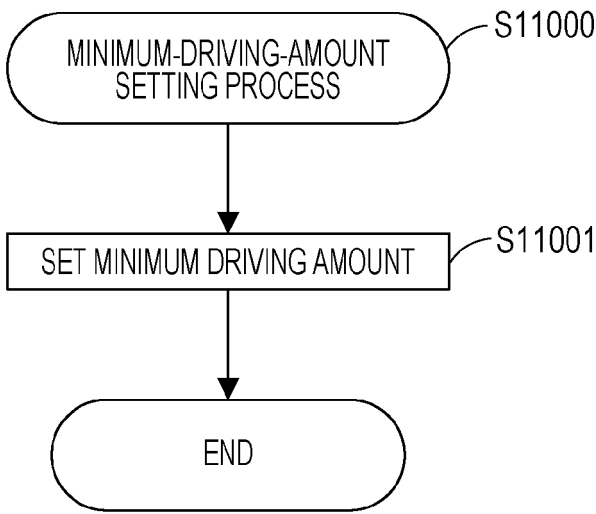 MINIMUM-DRIVING-AMOUNT
SETTING PROCESS
S11000
SET MINIMUM DRIVING AMOUNT
S11001
END